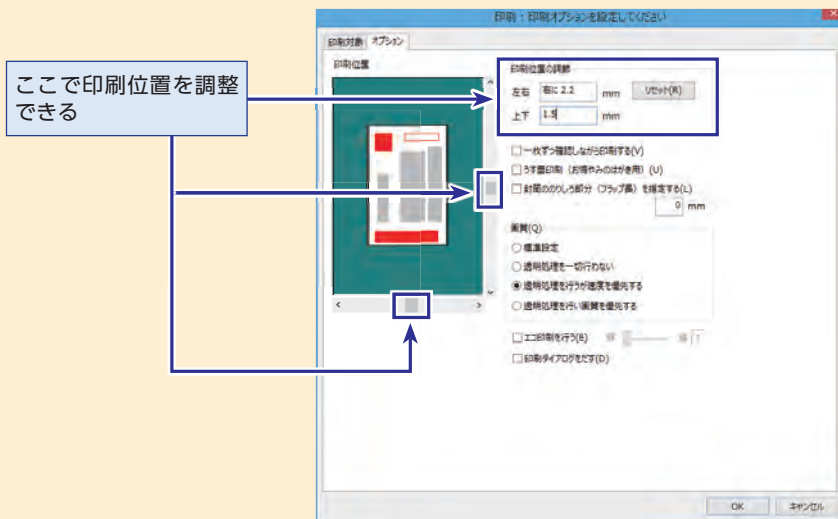 印刷：印刷オプションを設定してください
印刷対象 オプション
ここで印刷位置を調整
できる
印刷位置
印刷位置の調節
左右 右に 2.2 mm リセット(R)
上下 1.5 mm
一枚ずつ確認しながら印刷する(V)
うす墨印刷（お悔やみのはがき用）(U)
封筒ののりしろ部分（フラップ長）を指定する(L)
0 mm
画質(Q)
標準設定
透明処理を一切行わない
透明処理を行うが速度を優先する
透明処理を行い画質を優先する
エコ印刷を行う(E)
印刷ダイアログをだす(D)
OK キャンセル